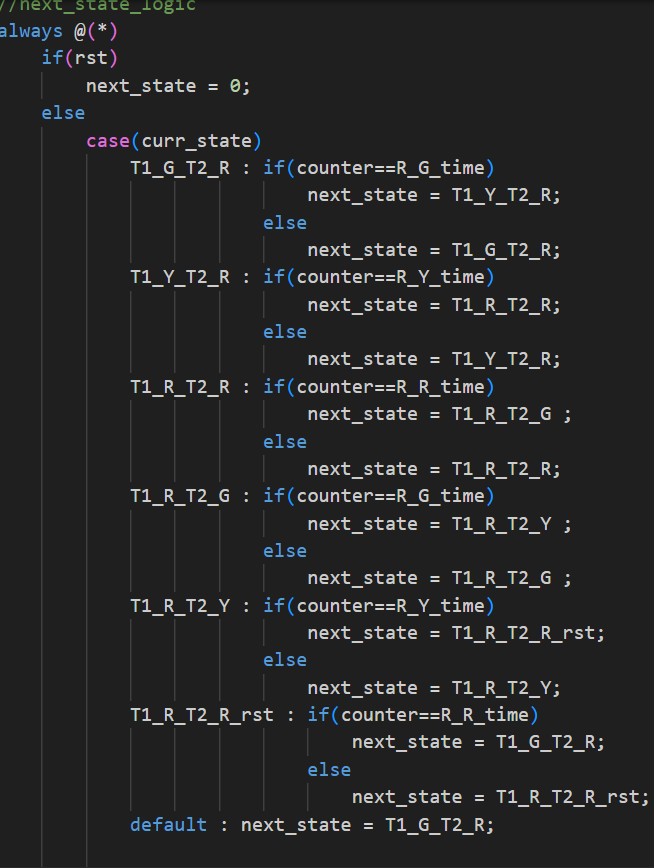 //next_state_logic
always @(*)
    if(rst)
        next_state = 0;
    else
        case(curr_state)
            T1_G_T2_R : if(counter==R_G_time)
                            next_state = T1_Y_T2_R;
                        else
                            next_state = T1_G_T2_R;
            T1_Y_T2_R : if(counter==R_Y_time)
                            next_state = T1_R_T2_R;
                        else
                            next_state = T1_Y_T2_R;
            T1_R_T2_R : if(counter==R_R_time)
                            next_state = T1_R_T2_G ;
                        else
                            next_state = T1_R_T2_R;
            T1_R_T2_G : if(counter==R_G_time)
                            next_state = T1_R_T2_Y ;
                        else
                            next_state = T1_R_T2_G ;
            T1_R_T2_Y : if(counter==R_Y_time)
                            next_state = T1_R_T2_R_rst;
                        else
                            next_state = T1_R_T2_Y;
            T1_R_T2_R_rst : if(counter==R_R_time)
                                next_state = T1_G_T2_R;
                            else
                                next_state = T1_R_T2_R_rst;
            default : next_state = T1_G_T2_R;